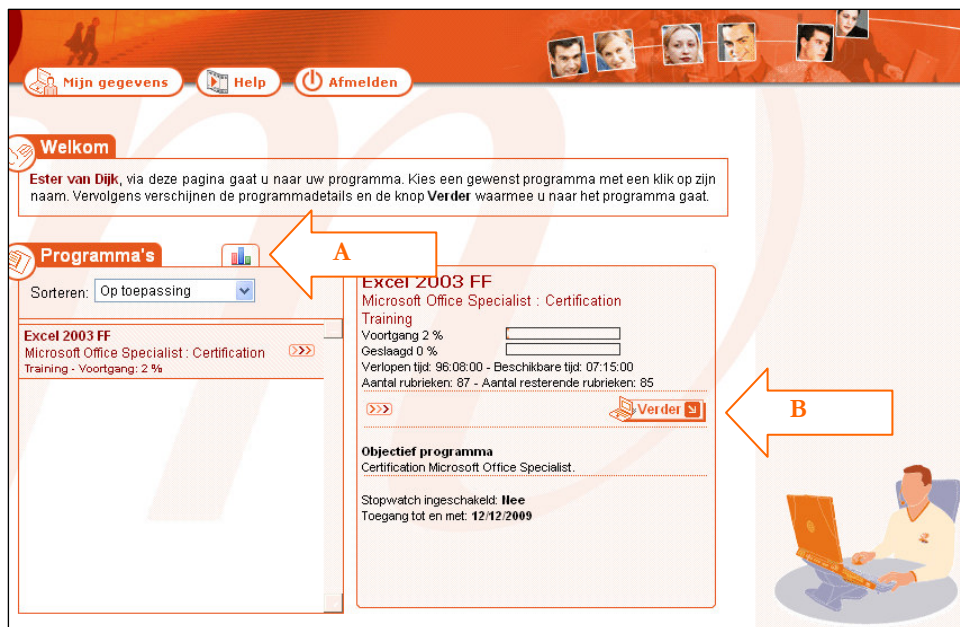 Mijn gegevens
Help
Afmelden
Welkom
Ester van Dijk, via deze pagina gaat u naar uw programma. Kies een gewenst programma met een klik op zijn
naam. Vervolgens verschijnen de programmadetails en de knop Verder waarmee u naar het programma gaat.
Programma's
A
Sorteren: Op toepassing
Excel 2003 FF
Microsoft Office Specialist : Certification
Training - Voortgang: 2 %
Excel 2003 FF
Microsoft Office Specialist : Certification
Training
Voortgang 2 %
Geslaagd 0 %
Verlopen tijd: 96:08:00 - Beschikbare tijd: 07:15:00
Aantal rubrieken: 87 - Aantal resterende rubrieken: 85
Verder
B
Objectief programma
Certification Microsoft Office Specialist.
Stopwatch ingeschakeld: Nee
Toegang tot en met: 12/12/2009